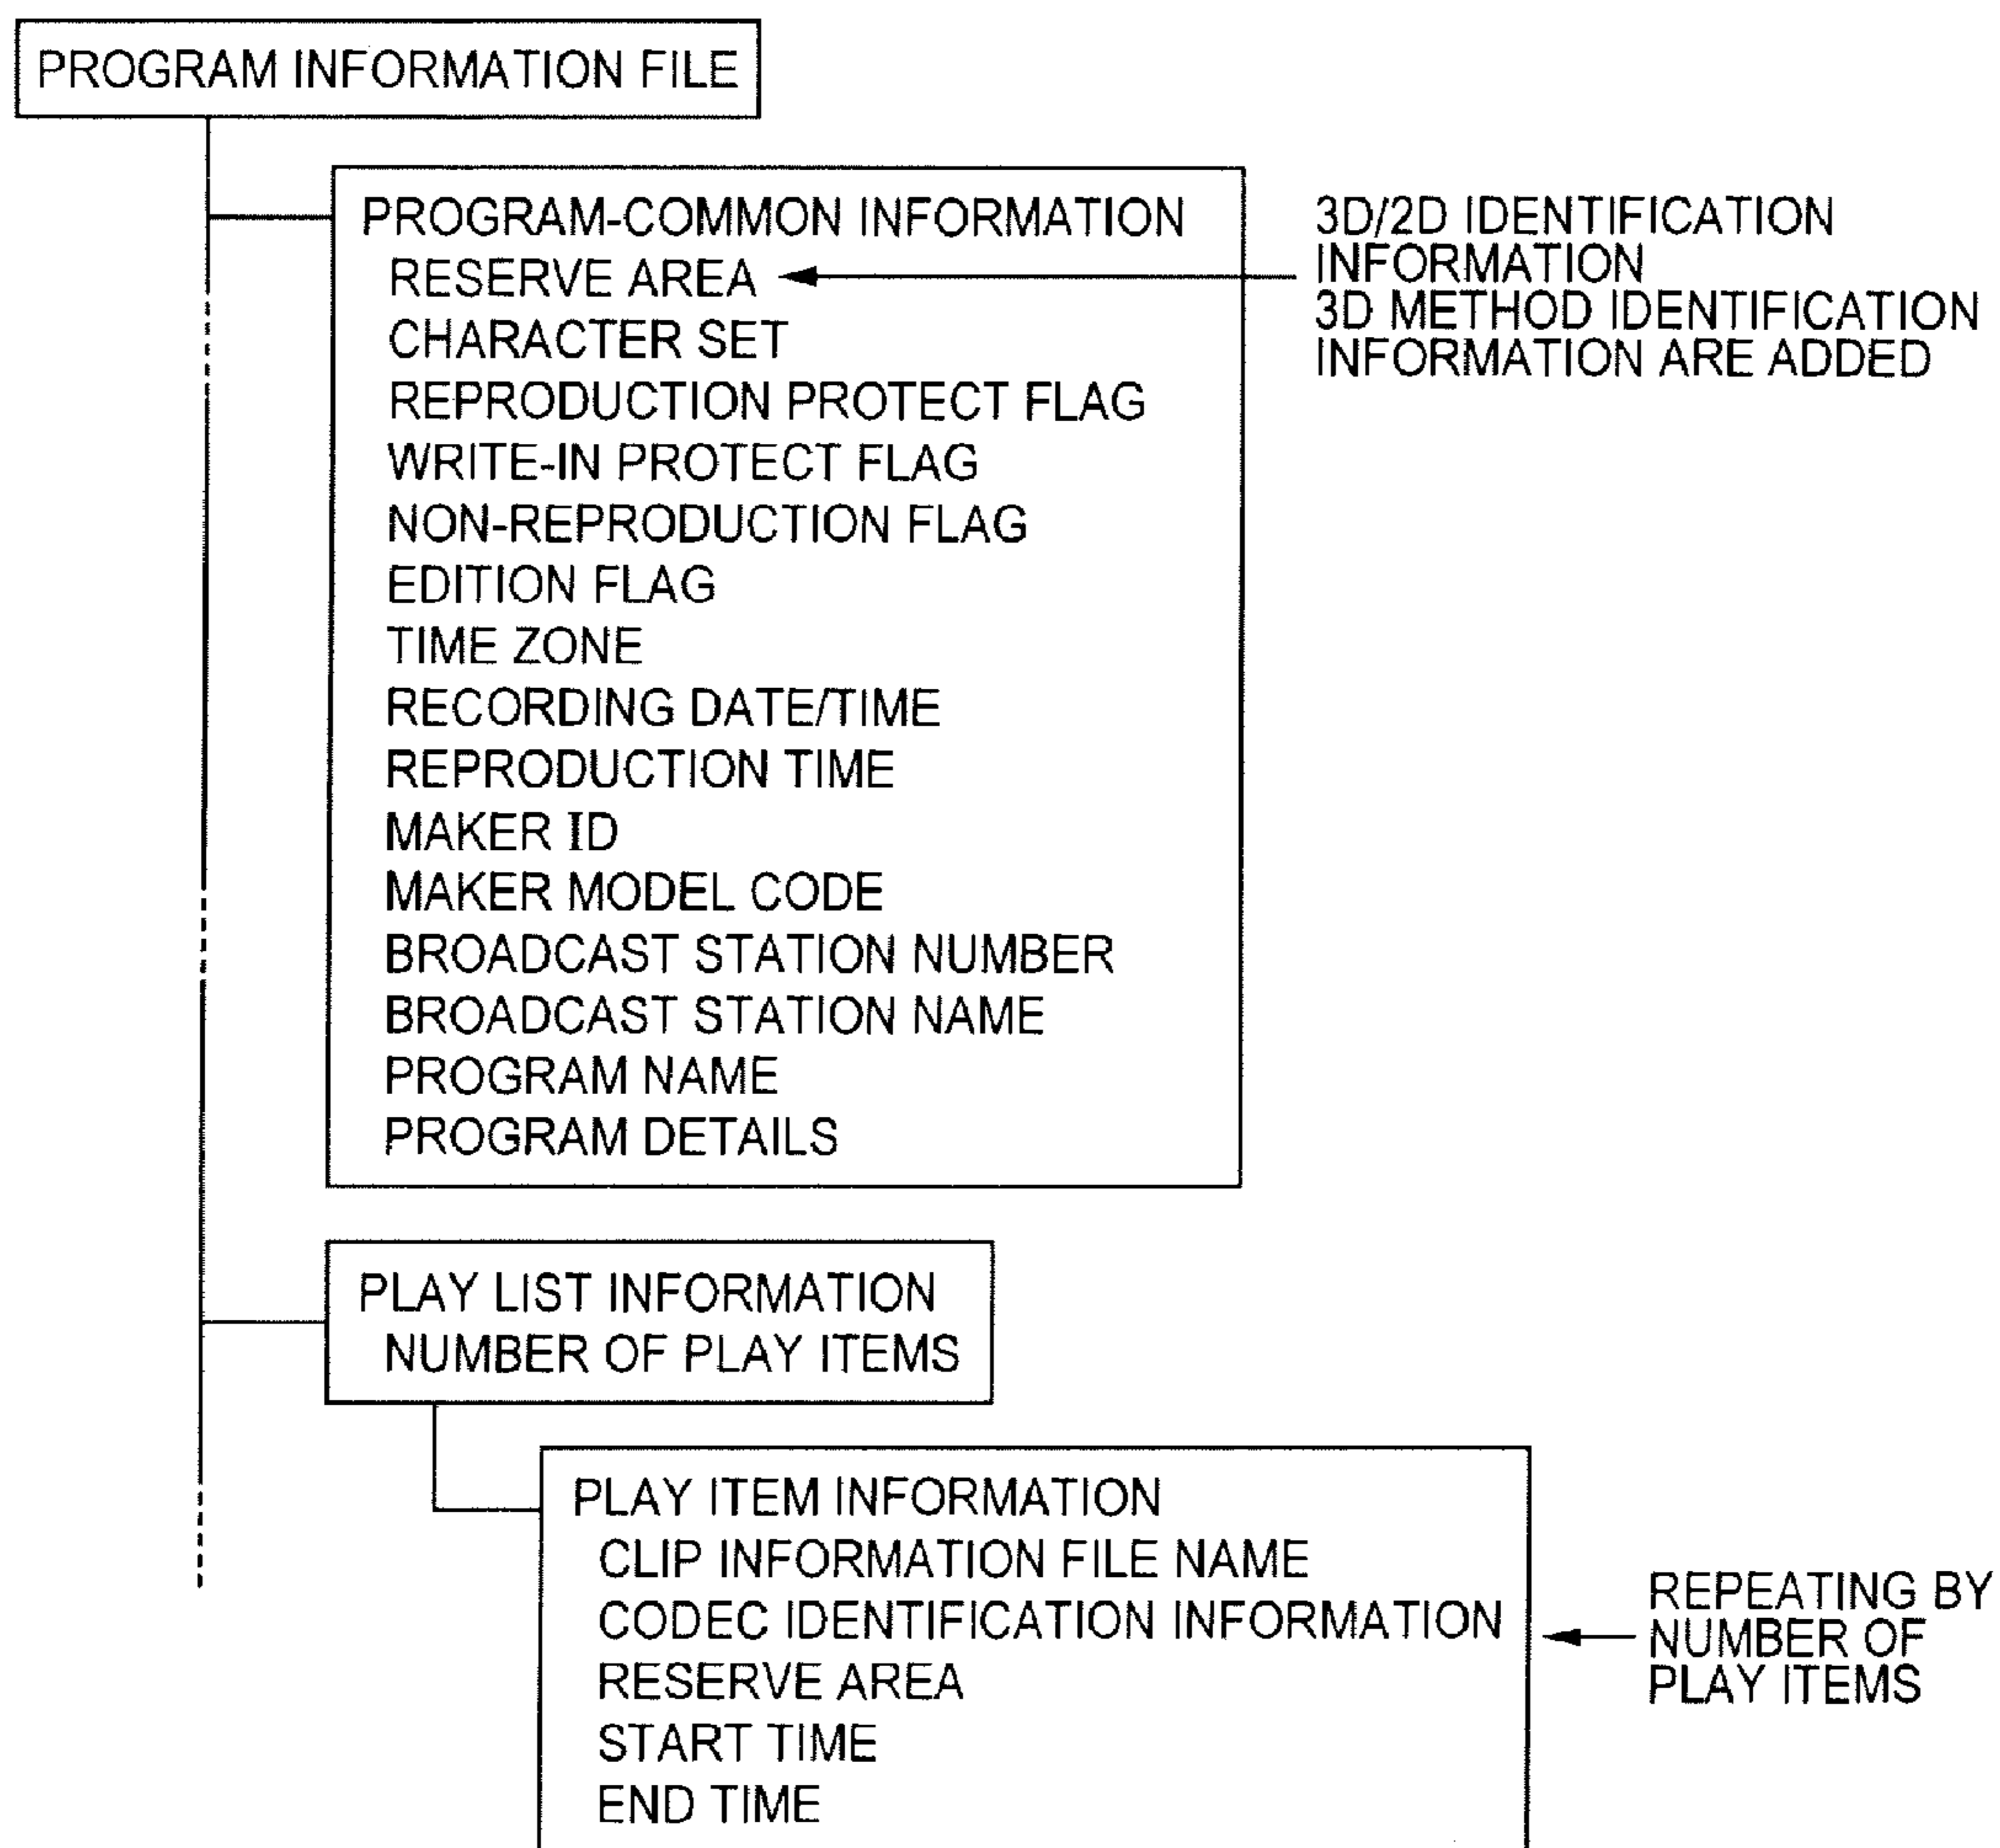 PROGRAM INFORMATION FILE
PROGRAM-COMMON INFORMATION
RESERVE AREA
CHARACTER SET
REPRODUCTION PROTECT FLAG
WRITE-IN PROTECT FLAG
NON-REPRODUCTION FLAG
EDITION FLAG
TIME ZONE
RECORDING DATE/TIME
REPRODUCTION TIME
MAKER ID
MAKER MODEL CODE
BROADCAST STATION NUMBER
BROADCAST STATION NAME
PROGRAM NAME
PROGRAM DETAILS
3D/2D IDENTIFICATION
INFORMATION
3D METHOD IDENTIFICATION
INFORMATION ARE ADDED
PLAY LIST INFORMATION
NUMBER OF PLAY ITEMS
PLAY ITEM INFORMATION
CLIP INFORMATION FILE NAME
CODEC IDENTIFICATION INFORMATION
RESERVE AREA
START TIME
END TIME
REPEATING BY
NUMBER OF
PLAY ITEMS